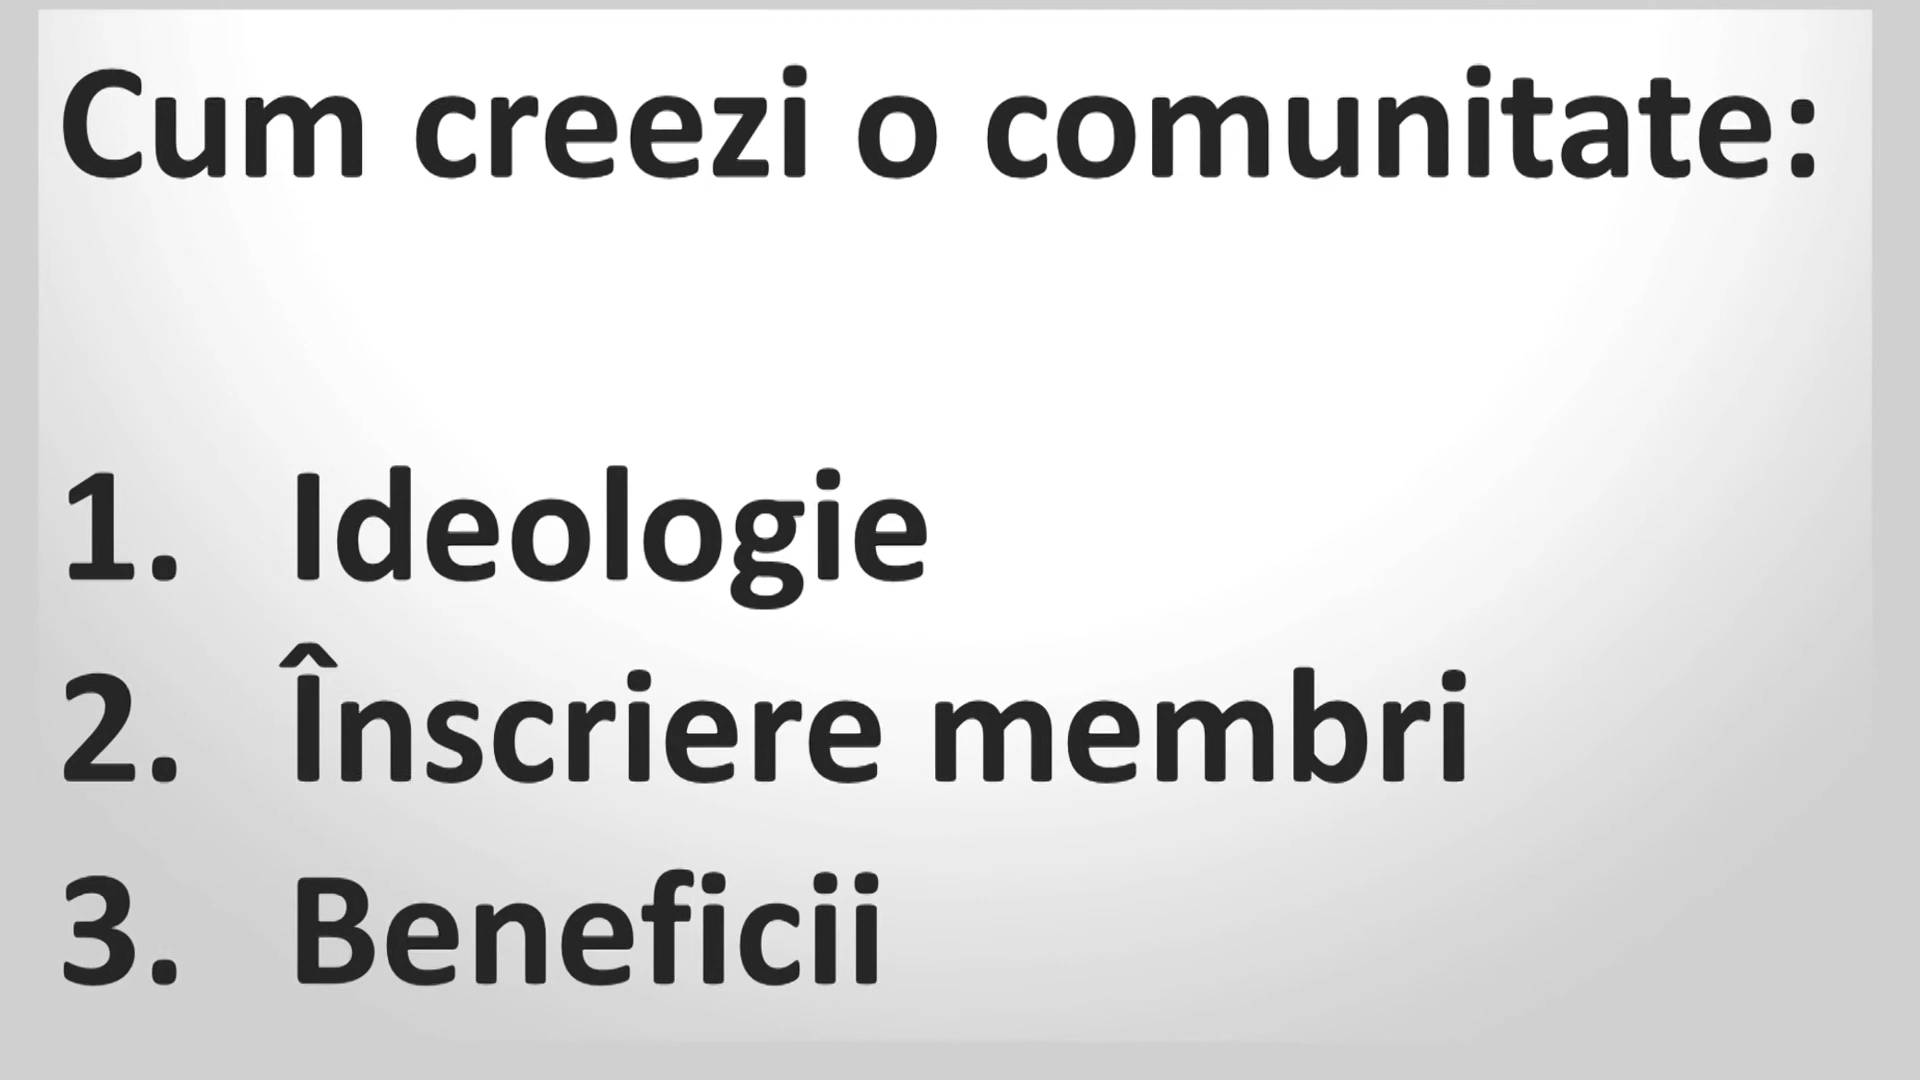 Cum creezi o comunitate:
1. Ideologie
2. Înscriere membri
3. Beneficii